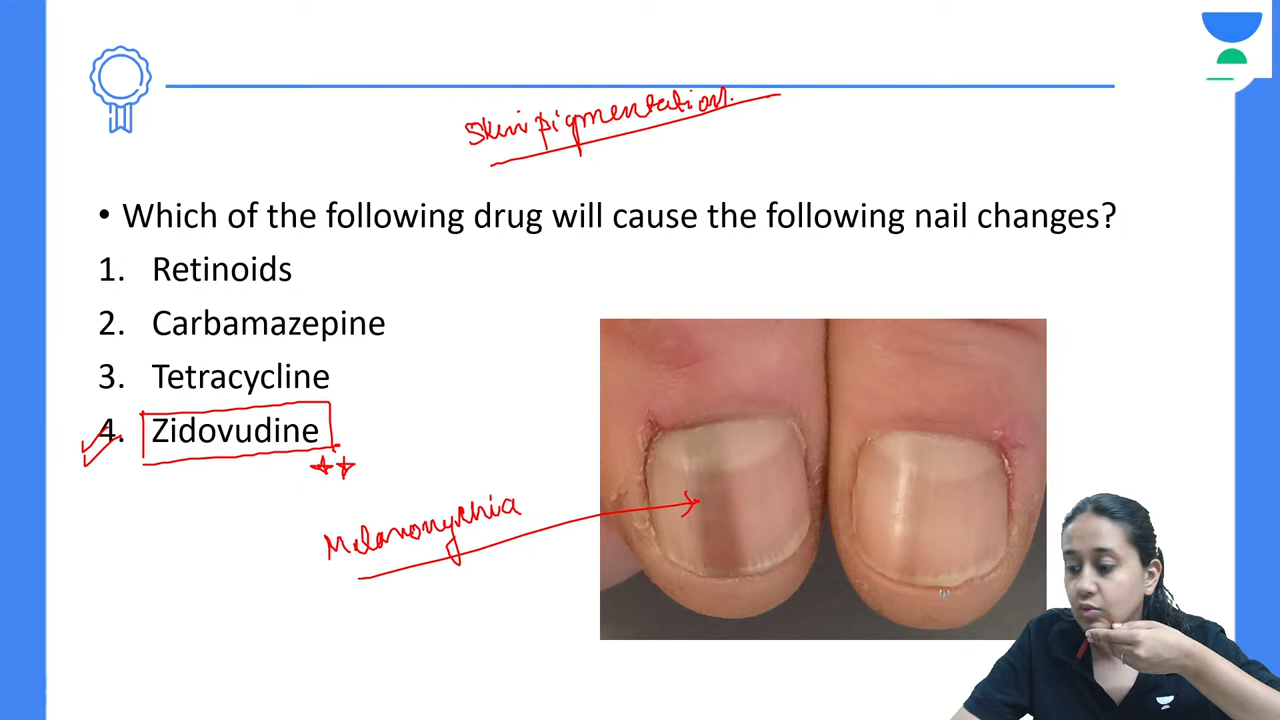 Skin pigmentation.
• Which of the following drug will cause the following nail changes?
1. Retinoids
2. Carbamazepine
3. Tetracycline
4. Zidovudine
Melanonychia